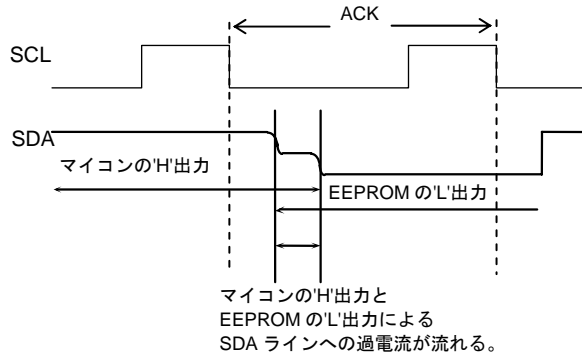 ACK
SCL
SDA
マイコンの'H'出力
EEPROM の'L'出力
マイコンの'H'出力と
EEPROM の'L'出力による
SDA ラインへの過電流が流れる。